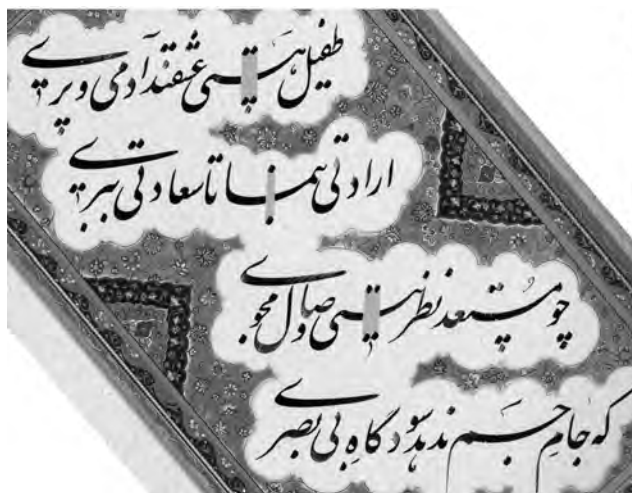 طفیل هستی عشقند آدمی و پری
ارادتی بنما تا سعادتی ببری
چو مستعد نظر نیستی وصال مجوی
که جامِ جم ندهد سود گاهِ بی بصری